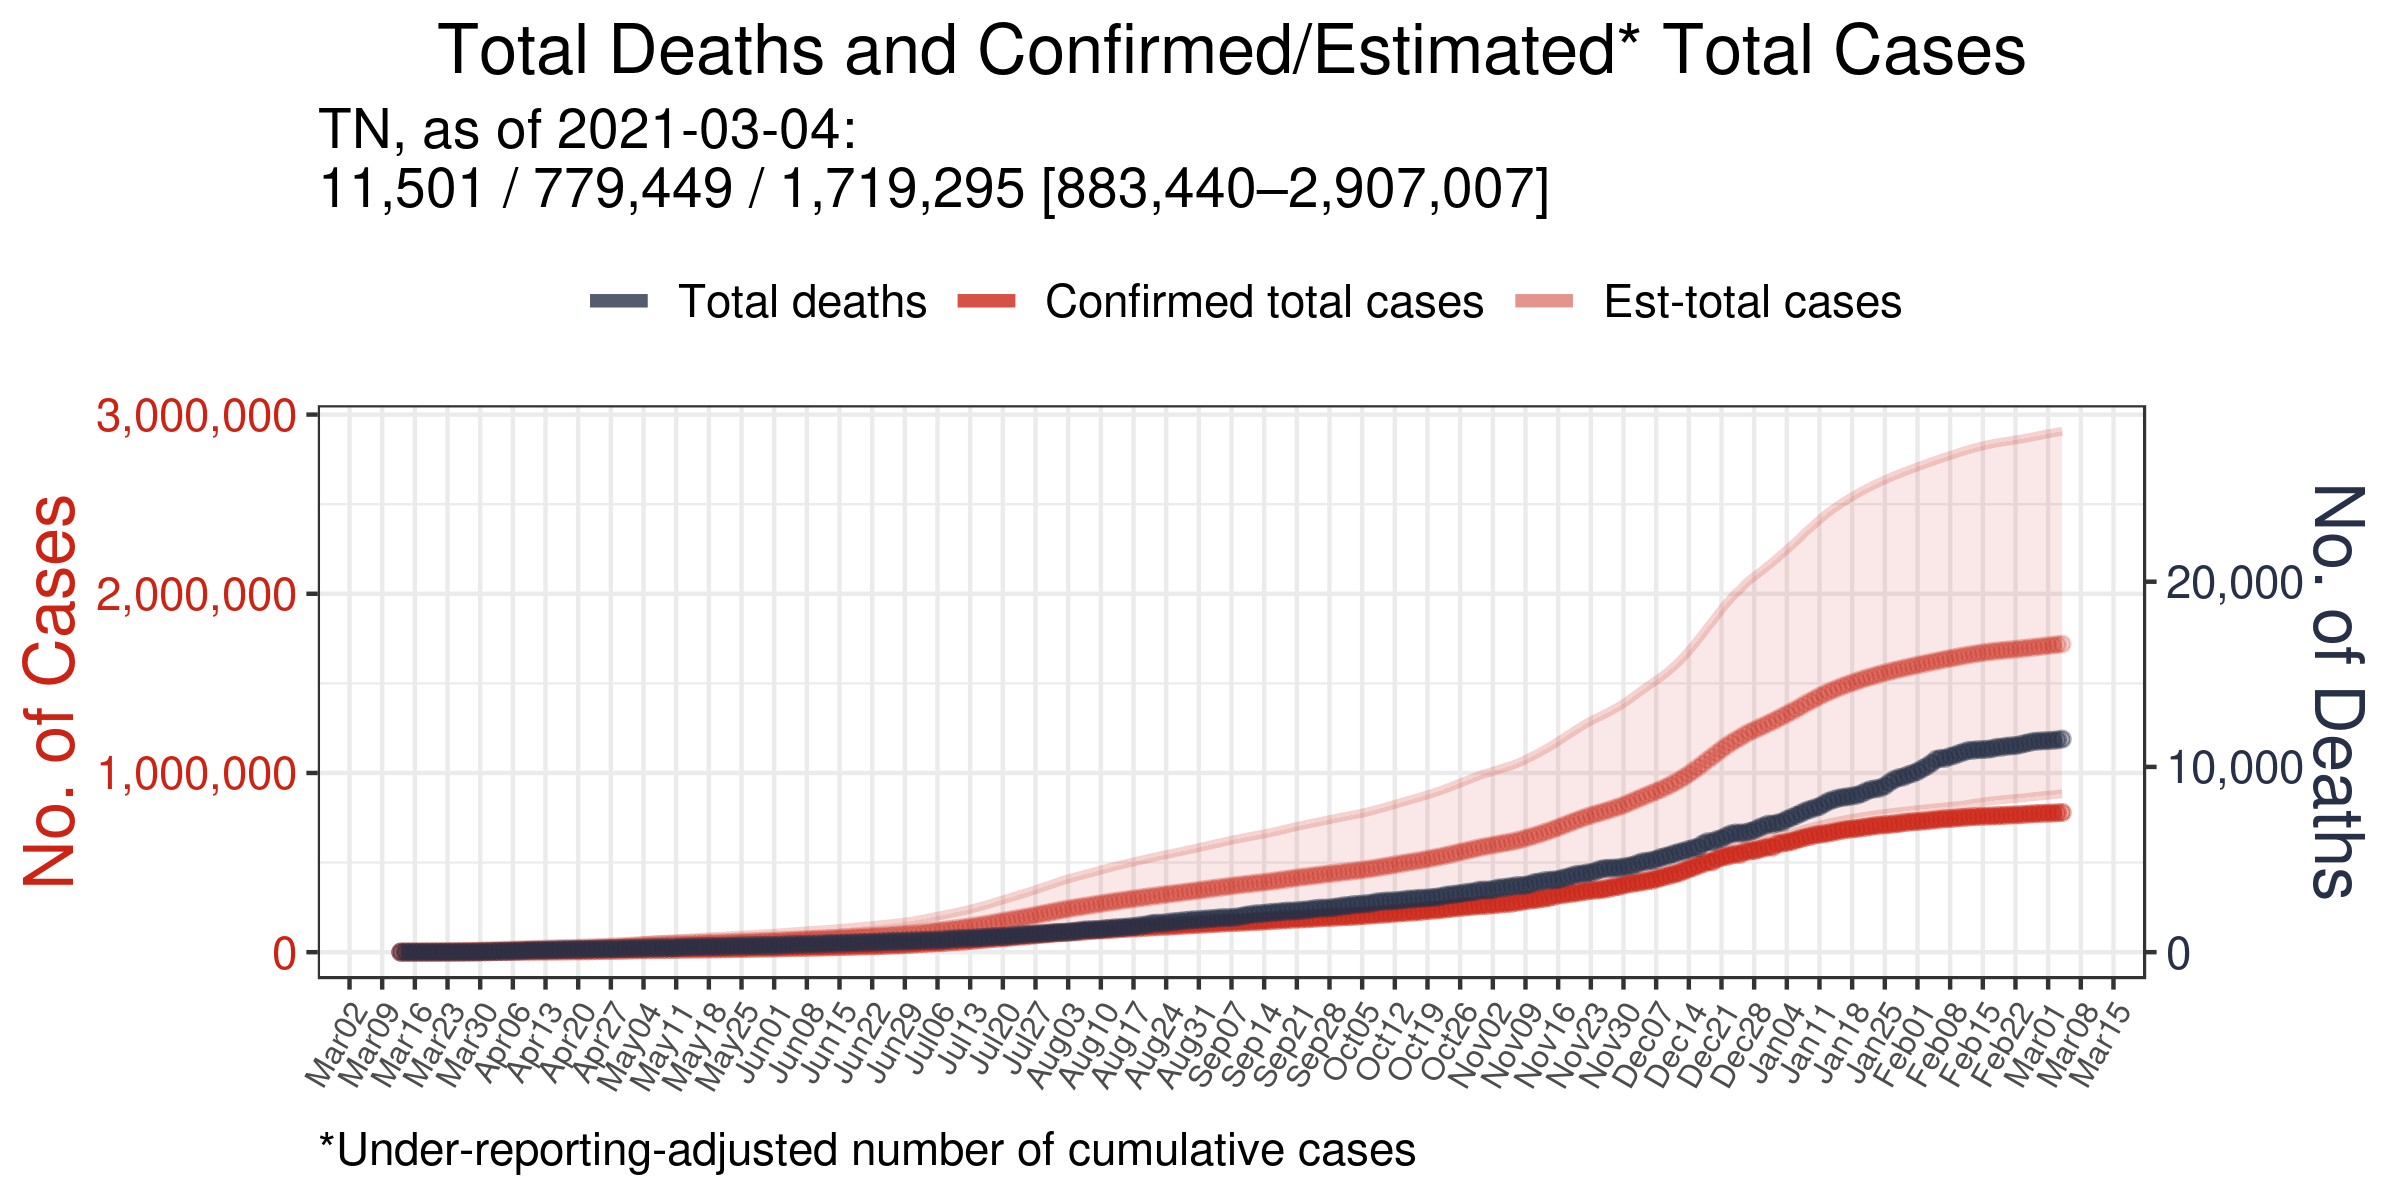 Total Deaths and Confirmed/Estimated* Total Cases
TN, as of 2021-03-04:
11,501 / 779,449 / 1,719,295 [883,440–2,907,007]
Total deaths
Confirmed total cases
Est-total cases
No. of Cases
3,000,000
2,000,000
1,000,000
0
20,000
10,000
0
No. of Deaths
Mar02
Mar09
Mar16
Mar23
Mar30
Apr06
Apr13
Apr20
Apr27
May04
May11
May18
May25
Jun01
Jun08
Jun15
Jun22
Jun29
Jul06
Jul13
Jul20
Jul27
Aug03
Aug10
Aug17
Aug24
Aug31
Sep07
Sep14
Sep21
Sep28
Oct05
Oct12
Oct19
Oct26
Nov02
Nov09
Nov16
Nov23
Nov30
Dec07
Dec14
Dec21
Dec28
Jan04
Jan11
Jan18
Jan25
Feb01
Feb08
Feb15
Feb22
Mar01
Mar08
Mar15
*Under-reporting-adjusted number of cumulative cases